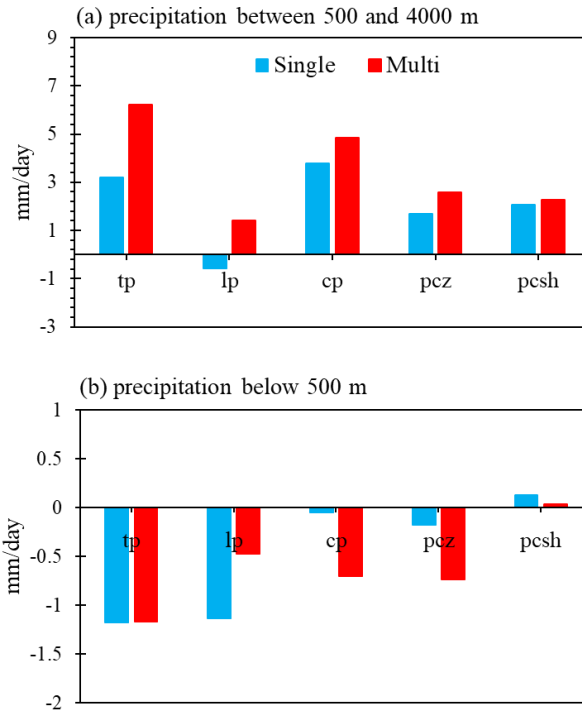 (a) precipitation between 500 and 4000 m
9
7
5
3
1
-1
-3
mm/day
Single Multi
tp lp cp pcz pcsh
(b) precipitation below 500 m
1
0.5
0
-0.5
-1
-1.5
-2
mm/day
tp lp cp pcz pcsh